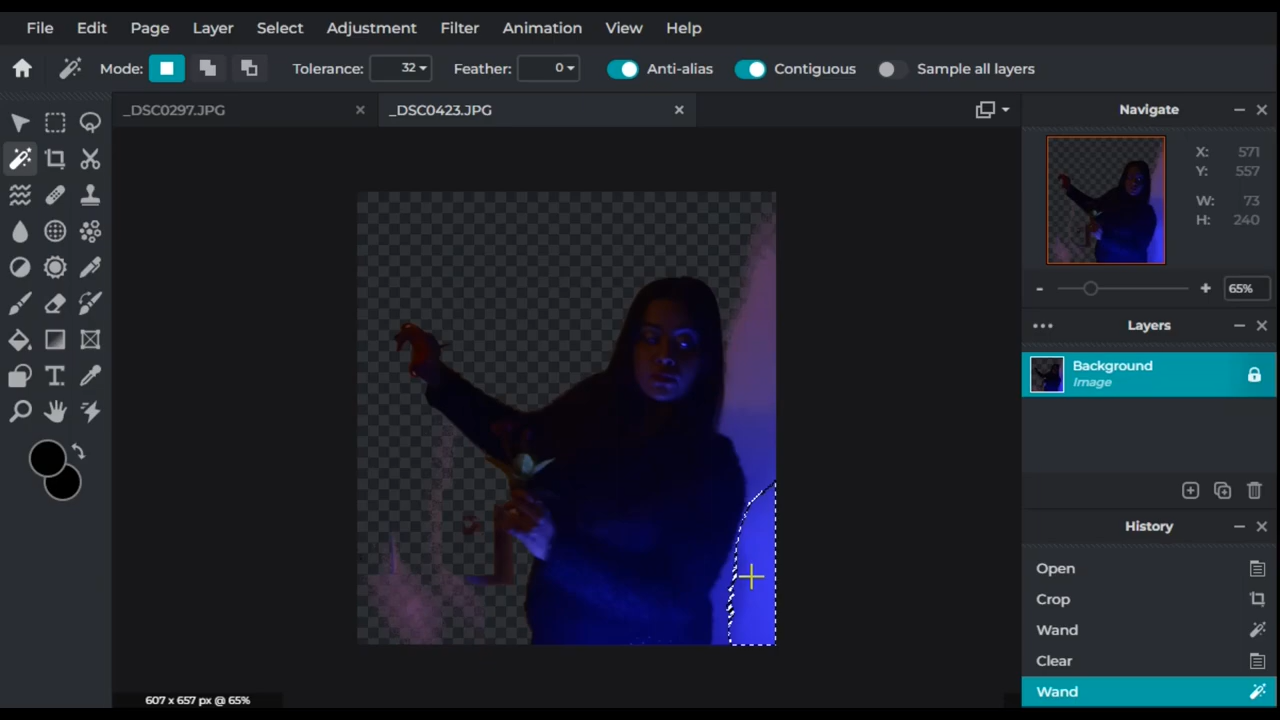 File Edit Page Layer Select Adjustment Filter Animation View Help
Mode: Tolerance: 32 Feather: 0 Anti-alias Contiguous Sample all layers
_DSC0297.JPG _DSC0423.JPG
Navigate
X: 571
Y: 557
W: 73
H: 240
- + 65%
Layers
Background
Image
History
Open
Crop
Wand
Clear
Wand
607 x 657 px @ 65%